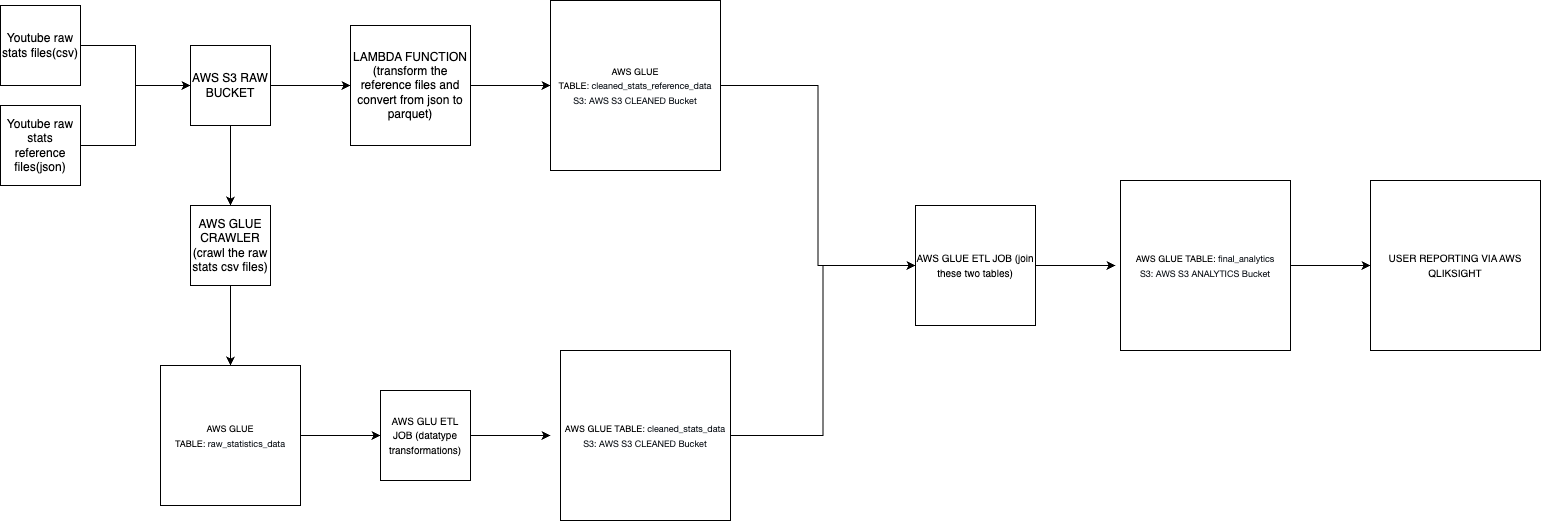 Youtube raw
stats files(csv)
Youtube raw
stats
reference
files(json)
AWS S3 RAW
BUCKET
LAMBDA FUNCTION
(transform the
reference files and
convert from json to
parquet)
AWS GLUE
TABLE: cleaned_stats_reference_data
S3: AWS S3 CLEANED Bucket
AWS GLUE
CRAWLER
(crawl the raw
stats csv files)
AWS GLUE
TABLE: raw_statistics_data
AWS GLU ETL
JOB (datatype
transformations)
AWS GLUE TABLE: cleaned_stats_data
S3: AWS S3 CLEANED Bucket
AWS GLUE ETL JOB (join
these two tables)
AWS GLUE TABLE: final_analytics
S3: AWS S3 ANALYTICS Bucket
USER REPORTING VIA AWS
QLIKSIGHT